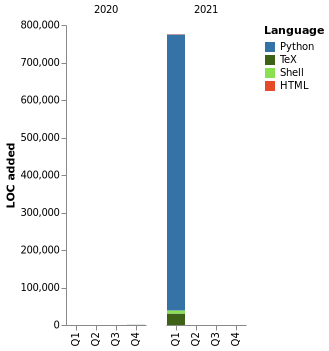 2020
2021
LOC added
800,000
700,000
600,000
500,000
400,000
300,000
200,000
100,000
0
Q1
Q2
Q3
Q4
Q1
Q2
Q3
Q4
Language
Python
TeX
Shell
HTML